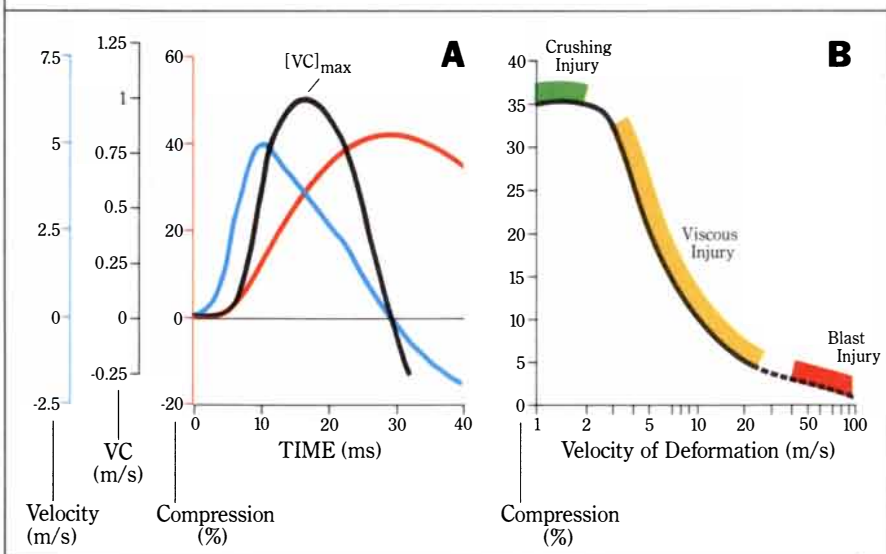 A
[VC]max
7.5
5
2.5
0
-2.5
Velocity
(m/s)
1.25
1
0.75
0.5
0.25
0
-0.25
VC
(m/s)
60
40
20
0
-20
Compression
(%)
0 10 20 30 40
TIME (ms)
B
Crushing
Injury
Viscous
Injury
Blast
Injury
40
35
30
25
20
15
10
5
0
Compression
(%)
1 2 5 10 20 50 100
Velocity of Deformation (m/s)